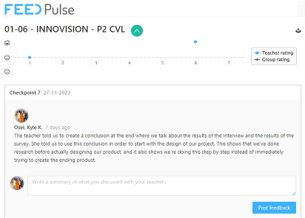 FEEDPulse
01-06 - INNOVISION - P2 CVL
Teacher rating
Group rating
1 2 3 4 5 6 7
Checkpoint 7 27-11-2023
Osei, Kyle K. 7 days ago
The teacher told us to create a conclusion at the end where we talk about the results of the interview and the results of the
survey. She told us to use this conclusion in order to start with the design of our project. This shows that we've done
research before actually designing our product, and it also shows we're doing this step by step instead of immediately
trying to create the ending product.
Write a summary of what you discussed with your teacher...
Post feedback